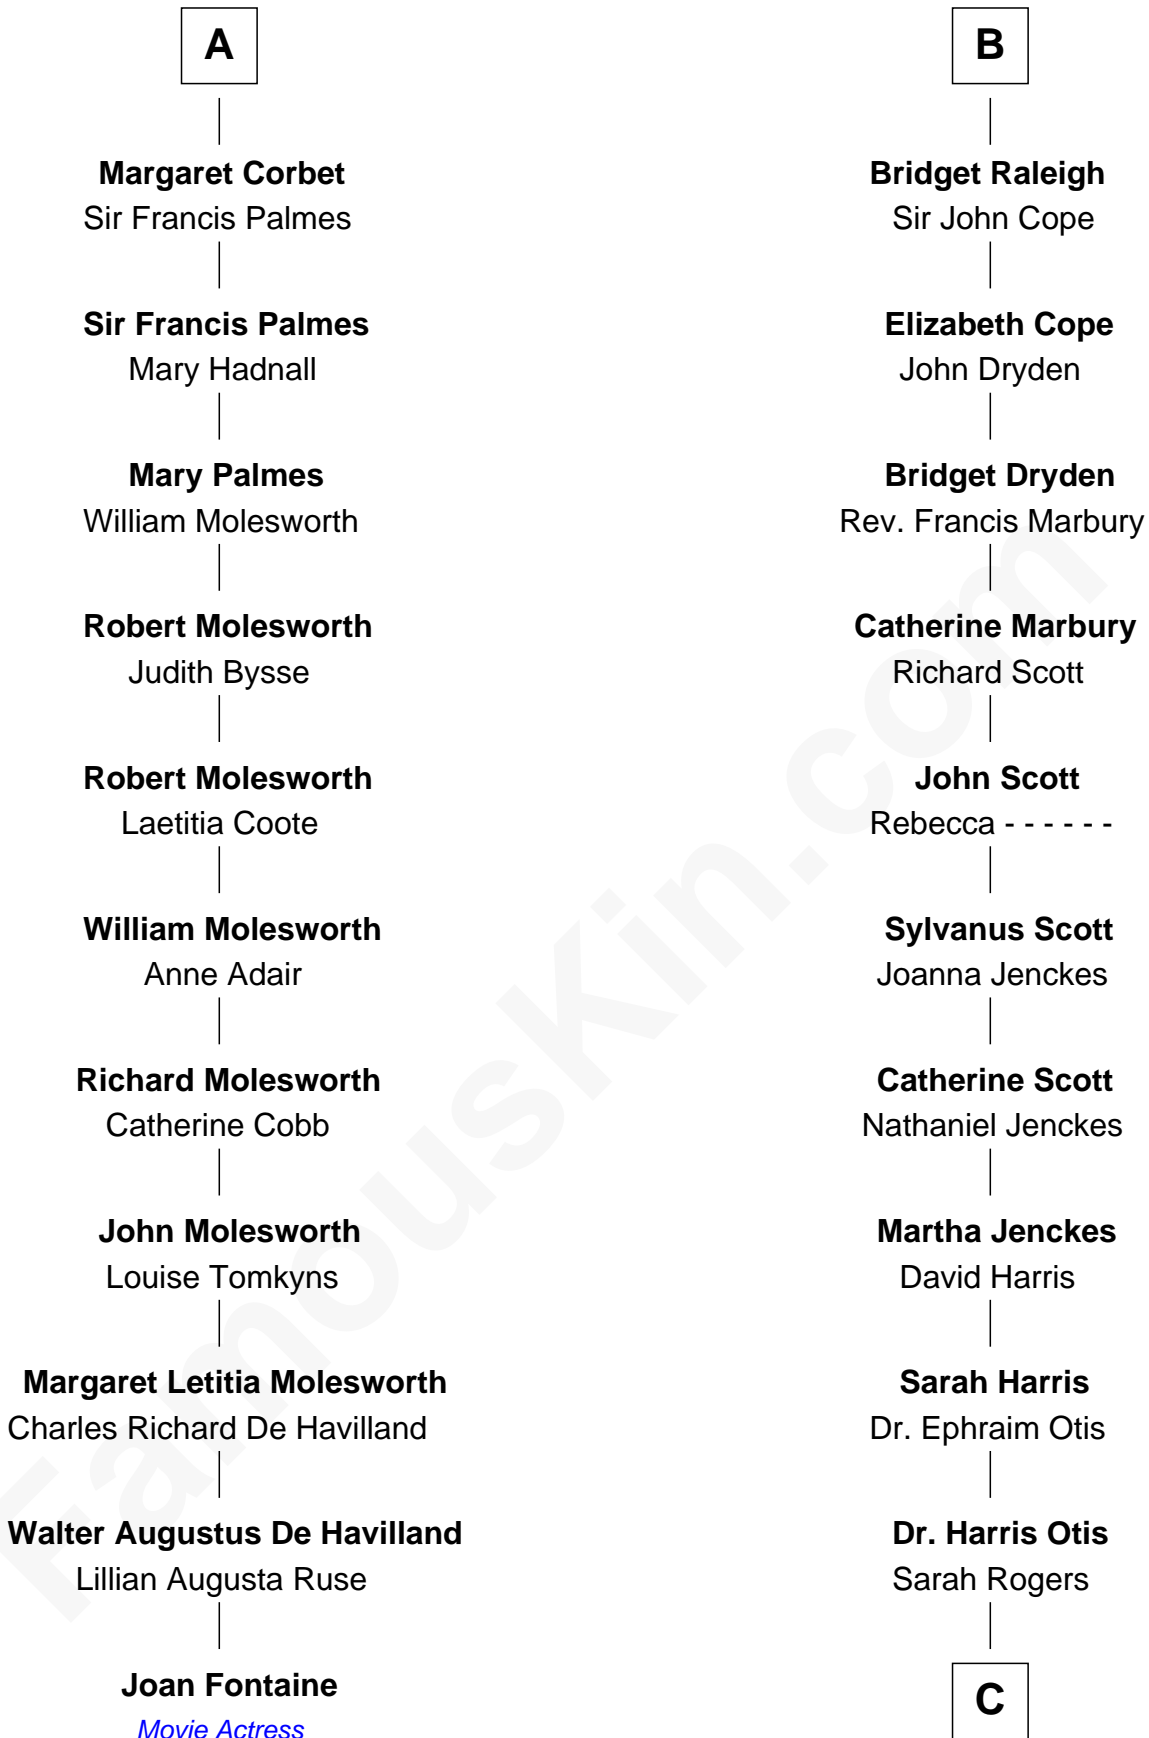 A
Margaret Corbet
Sir Francis Palmes
Sir Francis Palmes
Mary Hadnall
Mary Palmes
William Molesworth
Robert Molesworth
Judith Bysse
Robert Molesworth
Laetitia Coote
William Molesworth
Anne Adair
Richard Molesworth
Catherine Cobb
John Molesworth
Louise Tomkyns
Margaret Letitia Molesworth
Charles Richard De Havilland
Walter Augustus De Havilland
Lillian Augusta Ruse
Joan Fontaine
Movie Actress
B
Bridget Raleigh
Sir John Cope
Elizabeth Cope
John Dryden
Bridget Dryden
Rev. Francis Marbury
Catherine Marbury
Richard Scott
John Scott
Rebecca - - - - - -
Sylvanus Scott
Joanna Jenckes
Catherine Scott
Nathaniel Jenckes
Martha Jenckes
David Harris
Sarah Harris
Dr. Ephraim Otis
Dr. Harris Otis
Sarah Rogers
C
FamousKin.com